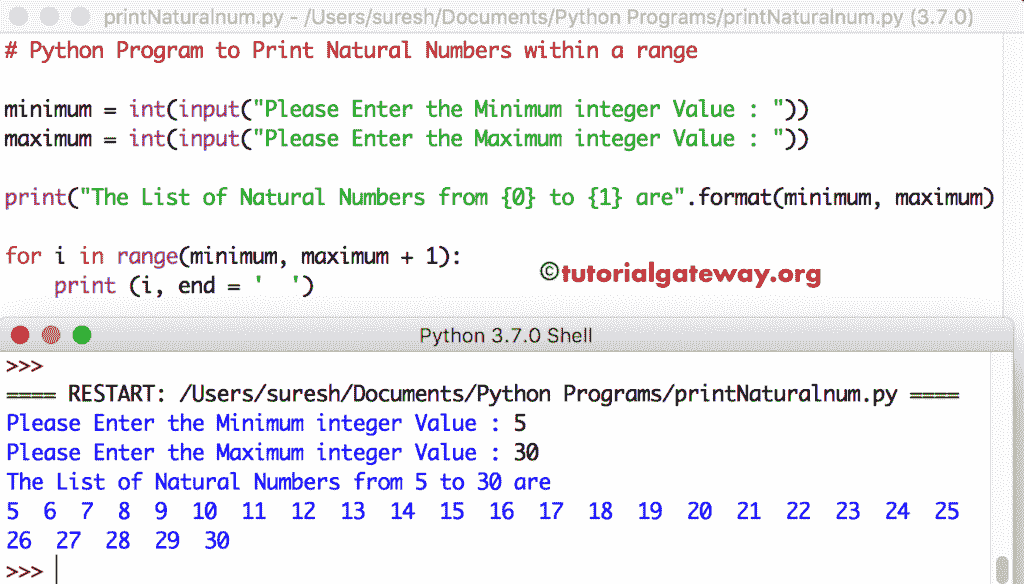 printNaturalnum.py - /Users/suresh/Documents/Python Programs/printNaturalnum.py (3.7.0)
# Python Program to Print Natural Numbers within a range
minimum = int(input("Please Enter the Minimum integer Value : "))
maximum = int(input("Please Enter the Maximum integer Value : "))
print("The List of Natural Numbers from {0} to {1} are".format(minimum, maximum)
for i in range(minimum, maximum + 1):
    print (i, end = '  ')
©tutorialgateway.org
Python 3.7.0 Shell
>>>
==== RESTART: /Users/suresh/Documents/Python Programs/printNaturalnum.py ====
Please Enter the Minimum integer Value : 5
Please Enter the Maximum integer Value : 30
The List of Natural Numbers from 5 to 30 are
5  6  7  8  9  10  11  12  13  14  15  16  17  18  19  20  21  22  23  24  25
26  27  28  29  30
>>>